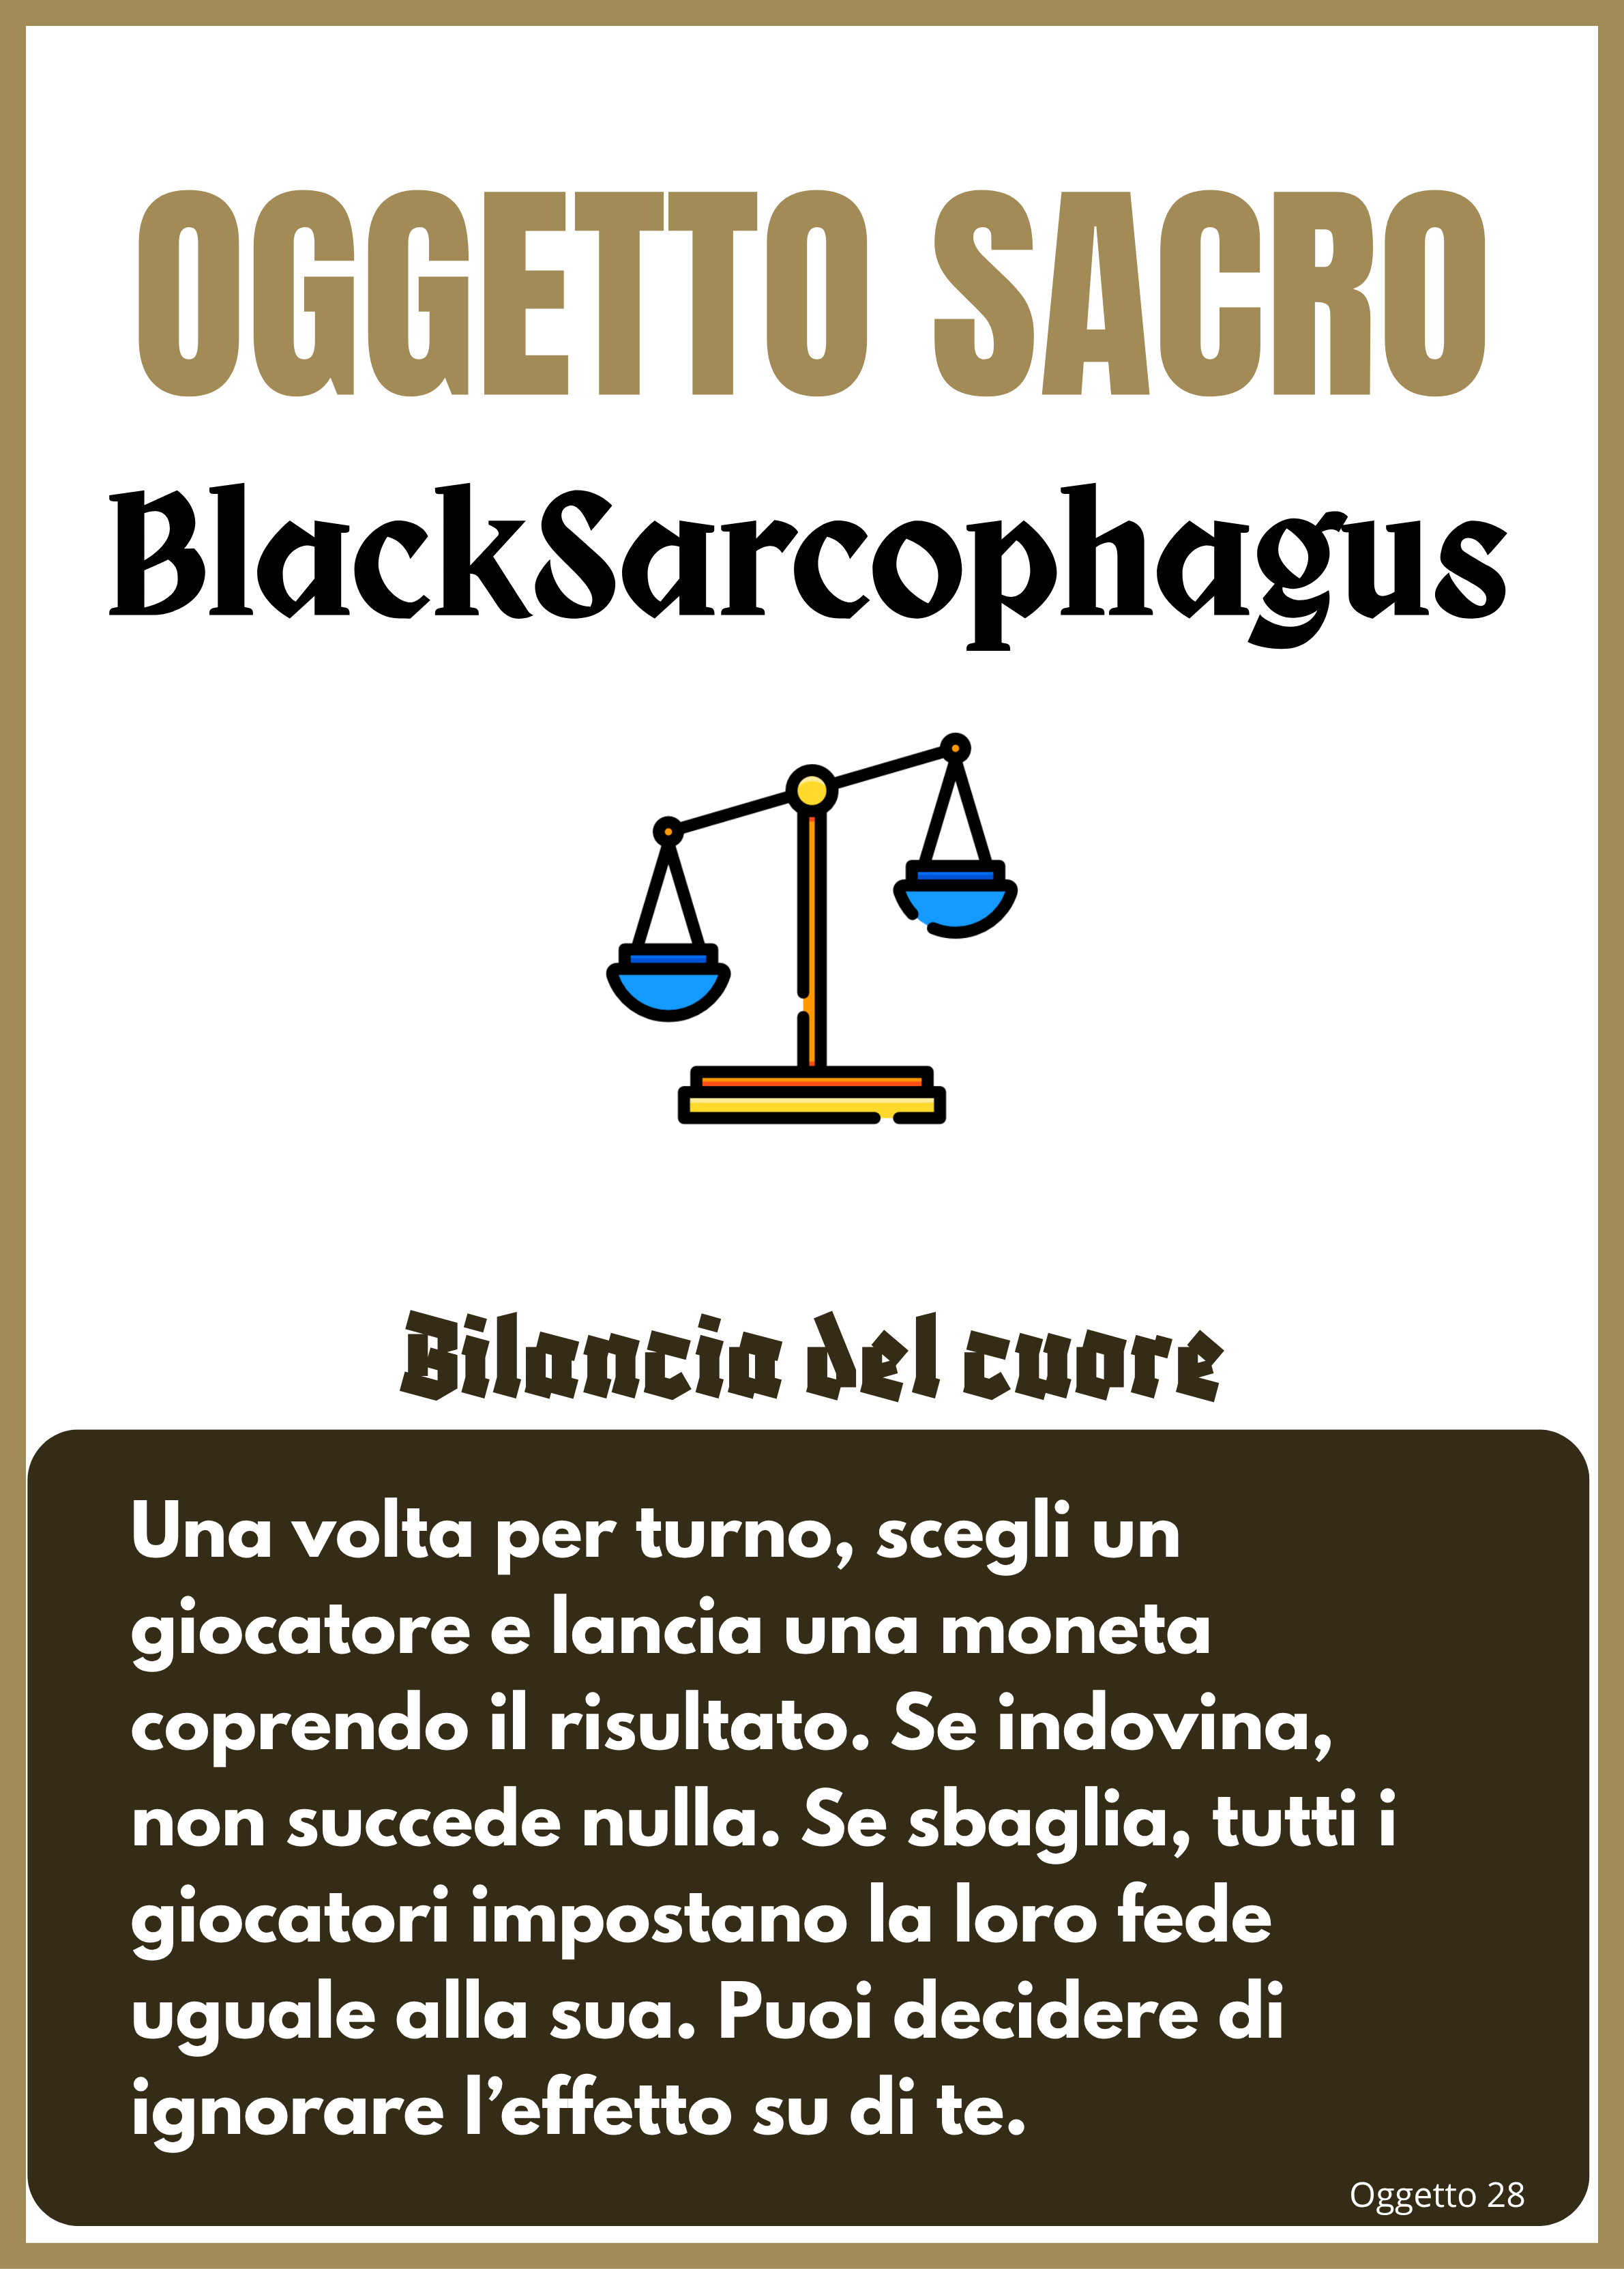 OGGETTO SACRO
BlackSarcophagus
Bilancia del cuore
Una volta per turno, scegli un
giocatore e lancia una moneta
coprendo il risultato. Se indovina,
non succede nulla. Se sbaglia, tutti i
giocatori impostano la loro fede
uguale alla sua. Puoi decidere di
ignorare l’effetto su di te.
Oggetto 28